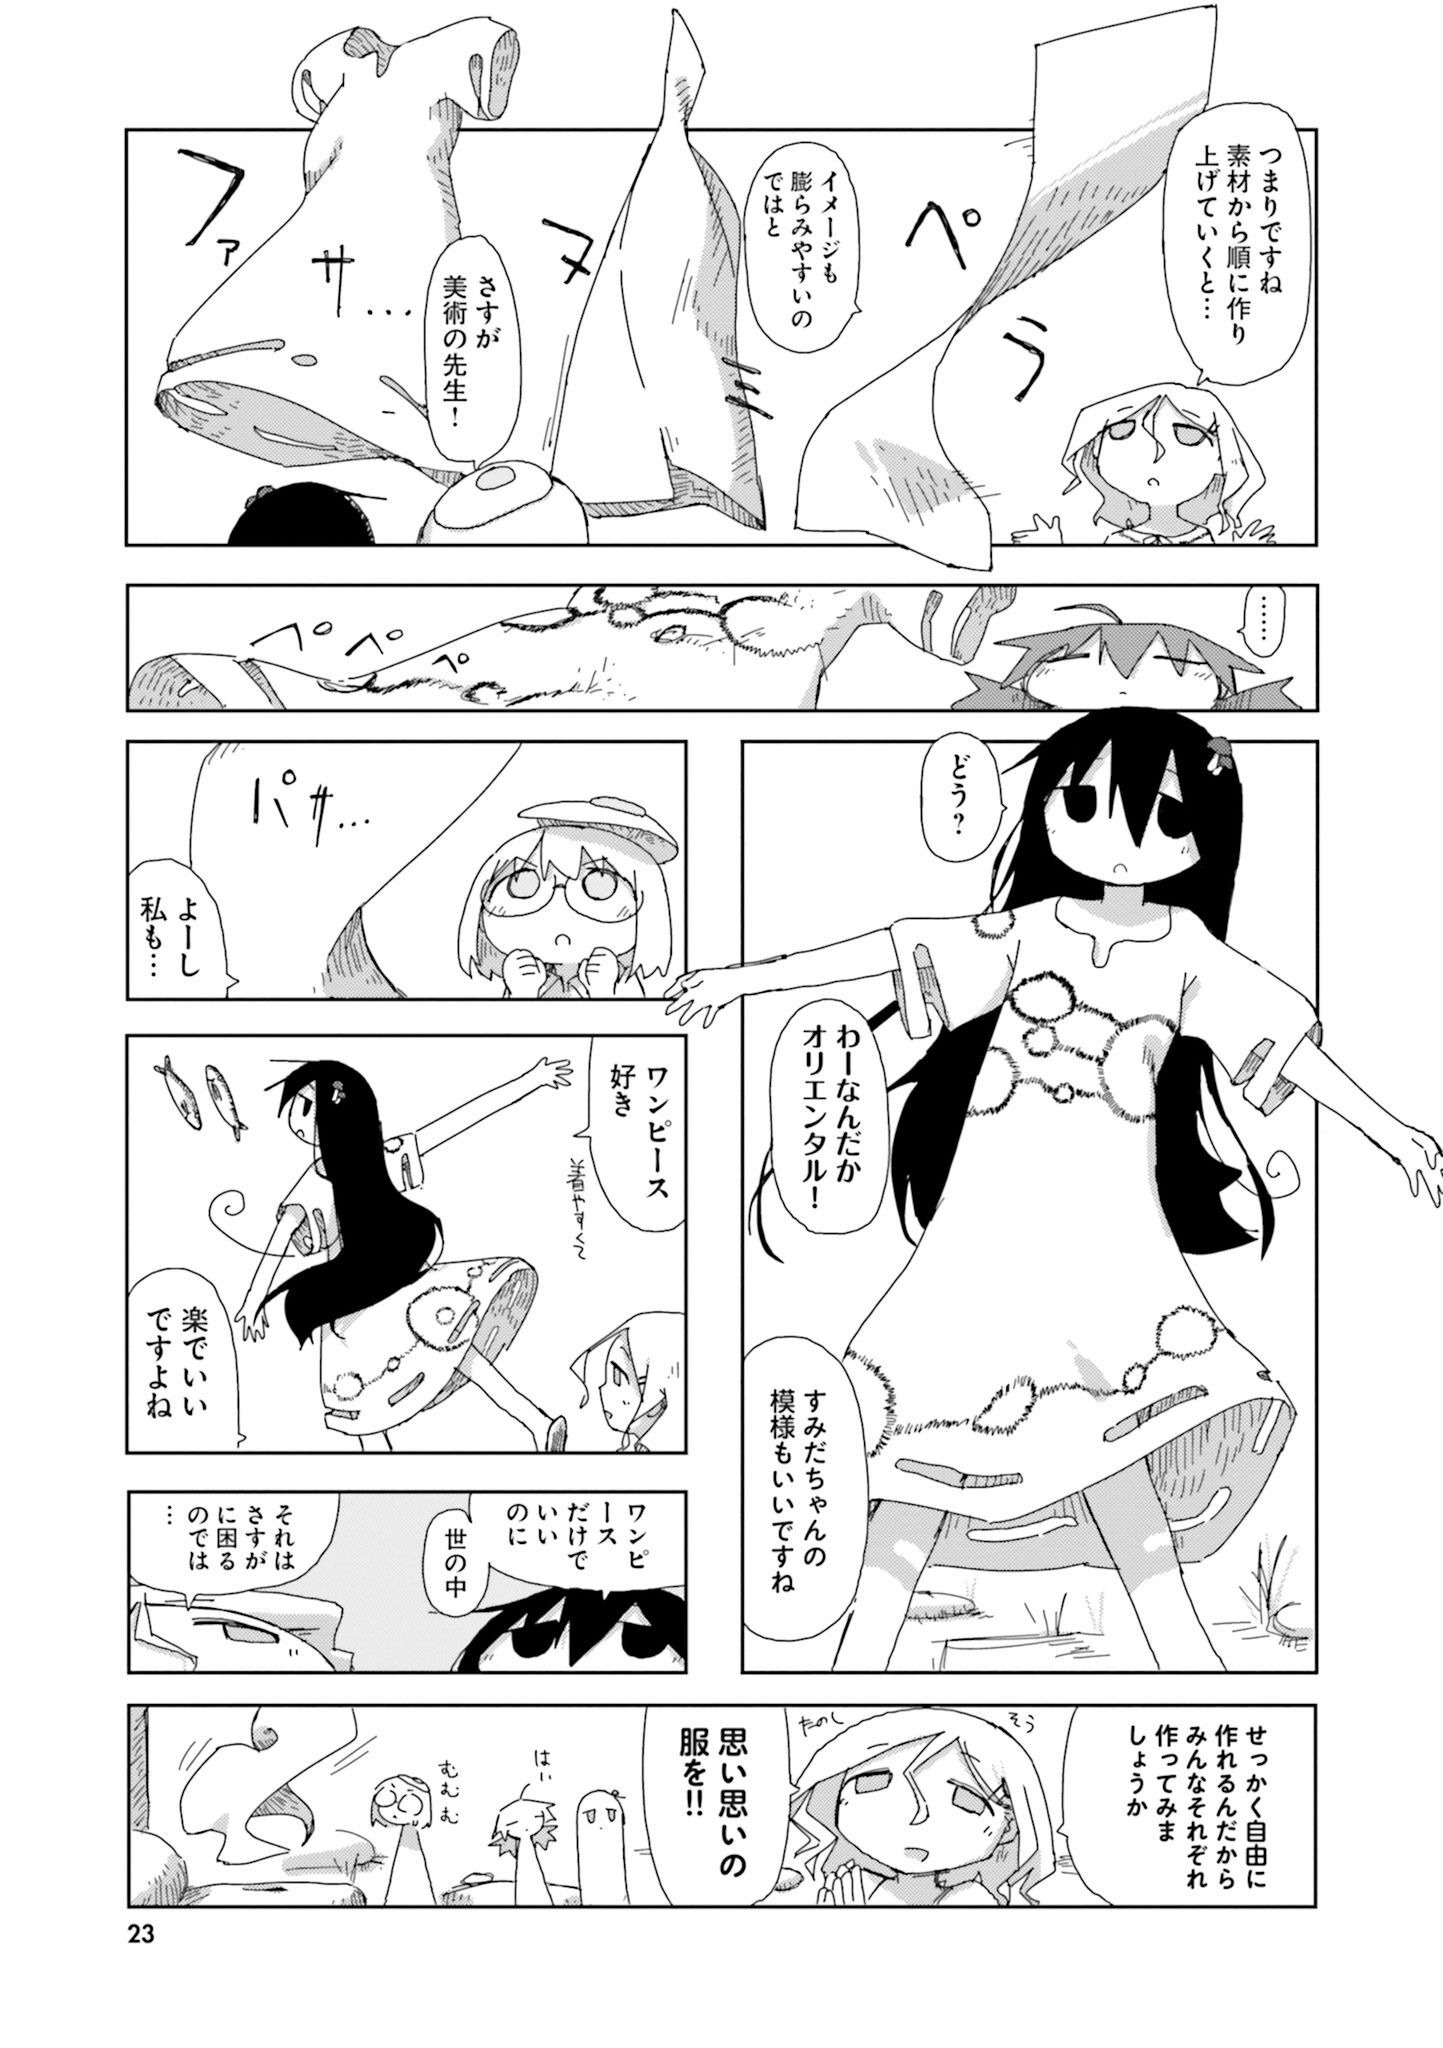 つまりですね
素材から順に作り
上げていくと…
ペ
ラ
イメージも
膨らみやすいの
ではと
ヌ
ミミ
さすが
美術の先生！
サ…
ファ
……
ペペペ
どう？
わーなんだか
オリエンタル！
すみだちゃんの
模様もいいですね
パサ…
よーし
私も…
ワンピース
好き
着やすくて
楽でいい
ですよね
ワンピ
ース
だけで
いい
のに
世の中
それは
さすが
に困る
のでは
…
せっかく自由に
作れるんだから
みんなそれぞれ
作ってみま
しょうか
たのし
そう
思い思いの
服を!!
はい
むむむ
23